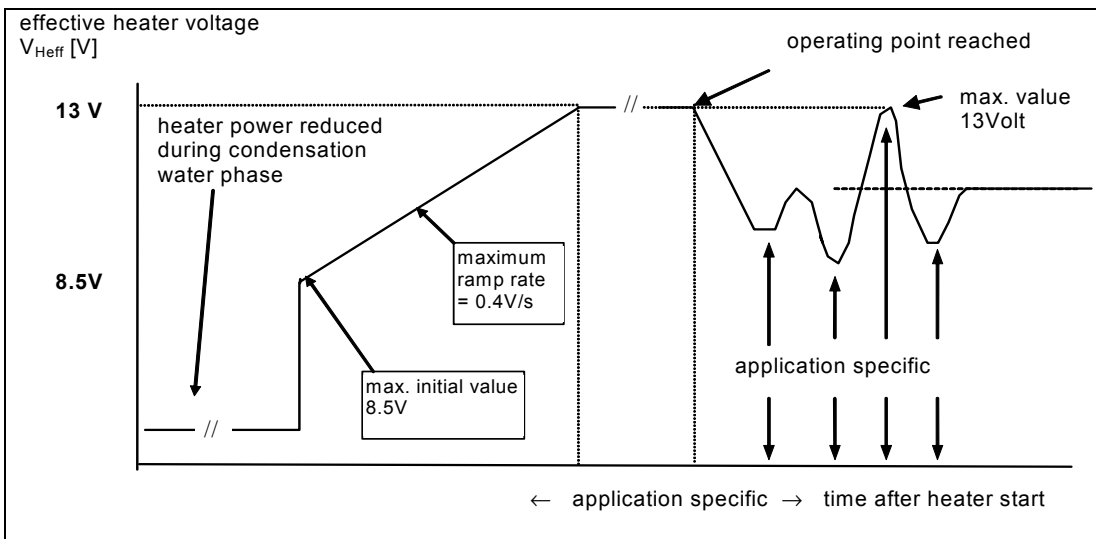 effective heater voltage
V_Heff [V]
operating point reached
13 V
max. value
13Volt
heater power reduced
during condensation
water phase
//
maximum
ramp rate
= 0.4V/s
8.5V
max. initial value
8.5V
application specific
//
← application specific → time after heater start